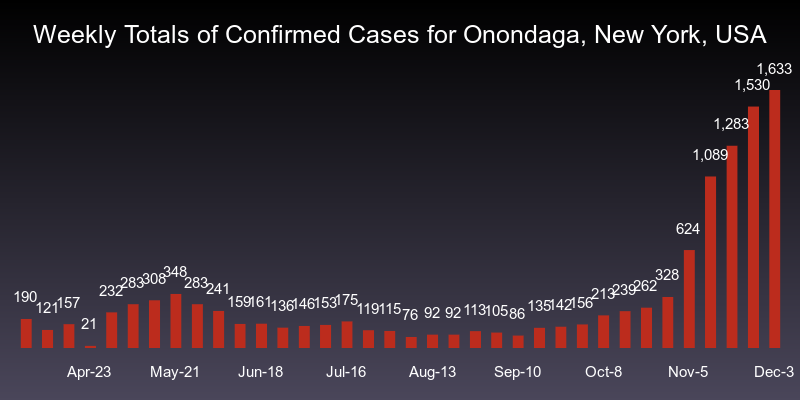 Weekly Totals of Confirmed Cases for Onondaga, New York, USA
190 121 157 21 232 283 308 348 283 241 159 161 136 146 153 175 119 115 76 92 92 113 105 86 135 142 156 213 239 262 328 624 1,089 1,283 1,530 1,633
Apr-23 May-21 Jun-18 Jul-16 Aug-13 Sep-10 Oct-8 Nov-5 Dec-3